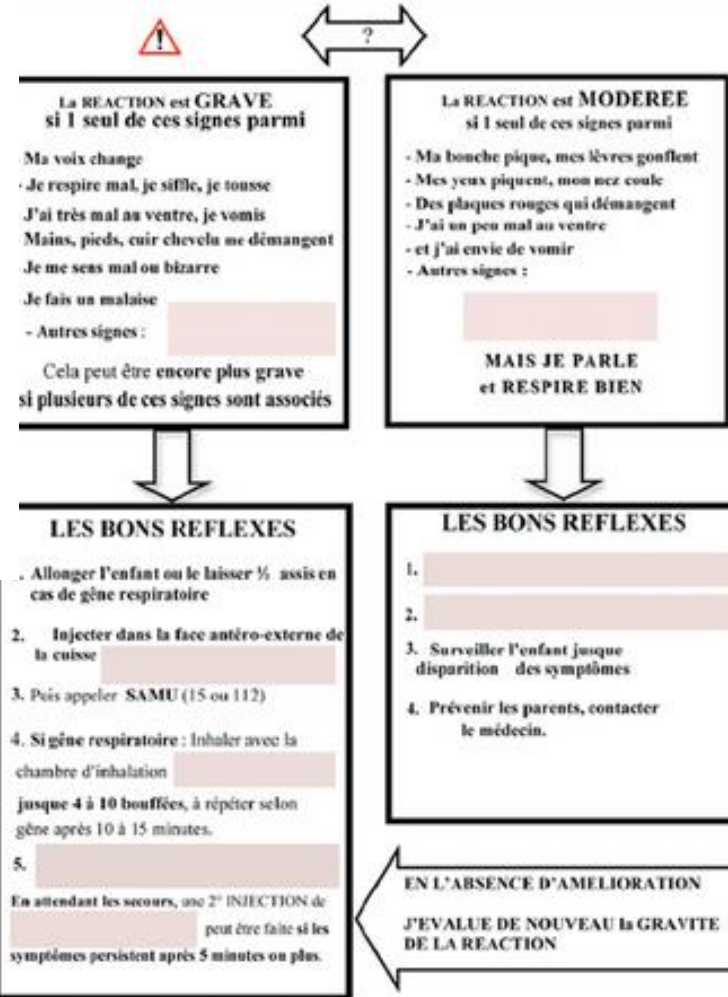 ?
La REACTION est GRAVE
si 1 seul de ces signes parmi
Ma voix change
- Je respire mal, je siffle, je tousse
J'ai très mal au ventre, je vomis
Mains, pieds, cuir chevelu me démangent
Je me sens mal ou bizarre
Je fais un malaise
- Autres signes :
Cela peut être encore plus grave
si plusieurs de ces signes sont associés
La REACTION est MODEREE
si 1 seul de ces signes parmi
- Ma bouche pique, mes lèvres gonflent
- Mes yeux piquent, mon nez coule
- Des plaques rouges qui démangent
- J'ai un peu mal au ventre
- et j'ai envie de vomir
- Autres signes :
MAIS JE PARLE
et RESPIRE BIEN
LES BONS REFLEXES
. Allonger l'enfant ou le laisser ½ assis en
cas de gêne respiratoire
2. Injecter dans la face antéro-externe de
la cuisse
3. Puis appeler SAMU (15 ou 112)
4. Si gêne respiratoire : Inhaler avec la
chambre d'inhalation
jusque 4 à 10 bouffées, à répéter selon
gêne après 10 à 15 minutes.
5.
En attendant les secours, une 2° INJECTION de
peut être faite si les
symptômes persistent après 5 minutes ou plus.
LES BONS REFLEXES
1.
2.
3. Surveiller l'enfant jusque
disparition des symptômes
4. Prévenir les parents, contacter
le médecin.
EN L'ABSENCE D'AMELIORATION
J'EVALUE DE NOUVEAU la GRAVITE
DE LA REACTION